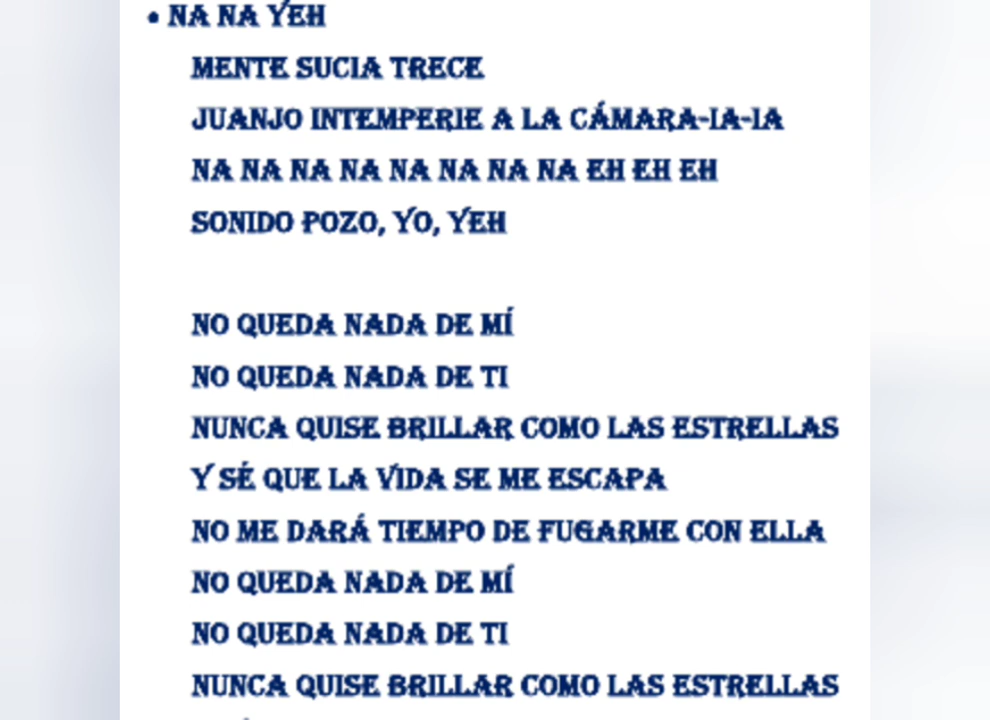 • NA NA YEH
MENTE SUCIA TRECE
JUANJO INTEMPERIE A LA CÁMARA-IA-IA
NA NA NA NA NA NA NA NA EH EH EH
SONIDO POZO, YO, YEH
NO QUEDA NADA DE MÍ
NO QUEDA NADA DE TI
NUNCA QUISE BRILLAR COMO LAS ESTRELLAS
Y SÉ QUE LA VIDA SE ME ESCAPA
NO ME DARÁ TIEMPO DE FUGARME CON ELLA
NO QUEDA NADA DE MÍ
NO QUEDA NADA DE TI
NUNCA QUISE BRILLAR COMO LAS ESTRELLAS